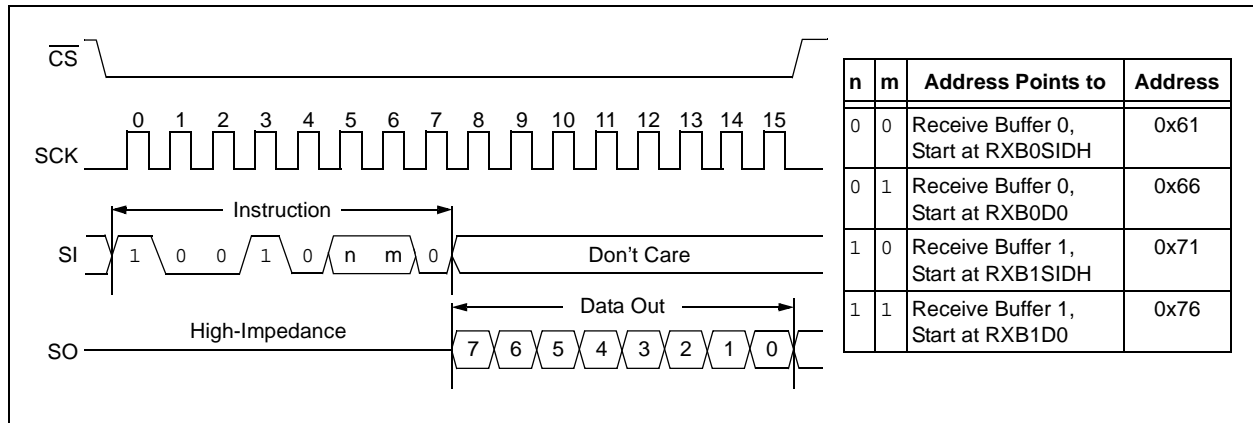 CS
0 1 2 3 4 5 6 7 8 9 10 11 12 13 14 15
SCK
Instruction
SI 1 0 0 1 0 n m 0 Don't Care
Data Out
High-Impedance
SO 7 6 5 4 3 2 1 0
n m Address Points to Address
0 0 Receive Buffer 0, 0x61
Start at RXB0SIDH
0 1 Receive Buffer 0, 0x66
Start at RXB0D0
1 0 Receive Buffer 1, 0x71
Start at RXB1SIDH
1 1 Receive Buffer 1, 0x76
Start at RXB1D0